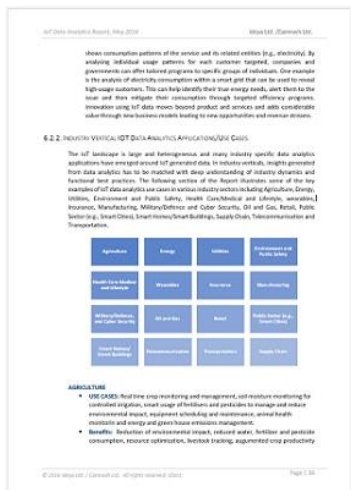 IoT Data Analytics Report, May 2016
shows consumption patterns of the service and its related entities (e.g., electricity). By
analysing individual usage patterns for each customer targeted, companies and
governments can offer tailored programs to specific groups of individuals. One example
is the analysis of electricity consumption within a smart grid that can be used to reveal
high-usage customers. This can help identify their true energy needs, alert them to the
issue and then mitigate their consumption through targeted efficiency programs.
Innovation using IoT data moves beyond product and services and adds considerable
value through new business models leading to new opportunities and revenue streams.
6.2.2. INDUSTRY VERTICAL IOT DATA ANALYTICS APPLICATIONS/USE CASES
The IoT landscape is large and heterogeneous and many industry specific data analytics
applications have emerged around IoT generated data. In industry verticals, insights generated
from data analytics has to be matched with deep understanding of industry dynamics and
functional best practices. The following section of the Report illustrates some of the key
examples of IoT data analytics use cases in various industry sectors including Agriculture, Energy,
Utilities, Environment and Public Safety, Health Care/Medical and Lifestyle, wearables,
Insurance, Manufacturing, Military/Defence and Cyber Security, Oil and Gas, Retail, Public
Sector (e.g., Smart Cities), Smart Homes/Smart Buildings, Supply Chain, Telecommunication and
Transportation.
Agriculture
Energy
Utilities
Environment and
Public Safety
Health Care Medical
and Lifestyle
Wearables
Insurance
Manufacturing
Military/Defence,
and Cyber Security
Oil and Gas
Retail
Public Sector (e.g.,
Smart Cities)
Smart Homes/
Smart Buildings
Telecommunication
Transportation
Supply Chain
AGRICULTURE
• USE CASES: Real time crop monitoring and management, soil moisture monitoring for
controlled irrigation, smart usage of fertilisers and pesticides to manage and reduce
environmental impact, equipment scheduling and maintenance, animal health
monitorin and energy and green house emissions management.
• Benefits: Reduction of environmental impact, reduced water, fertiliser and pesticide
consumption, resource optimization, livestock tracking, augmented crop productivity